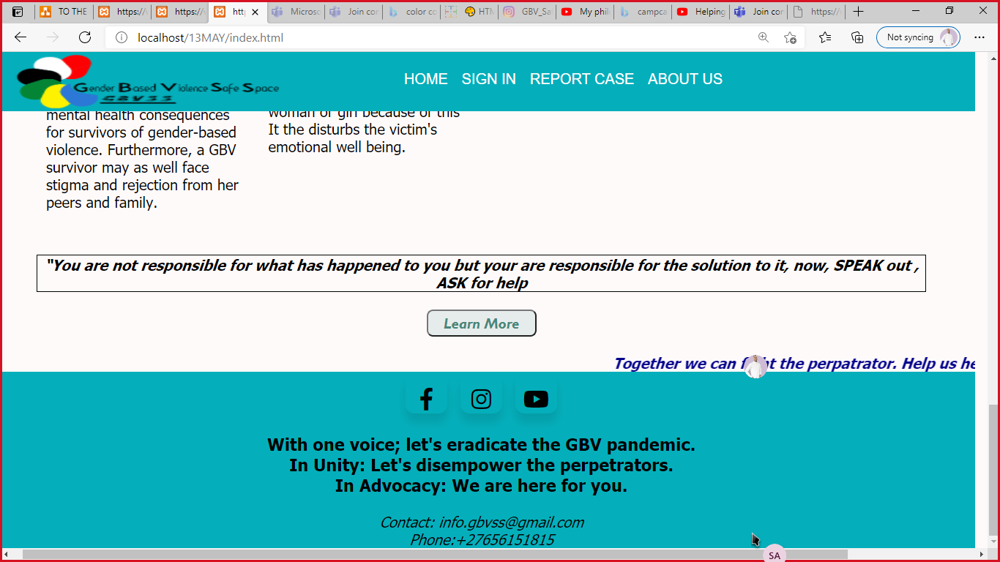 TO THE
https://
https://
http
Microso
Join cor
color co
HTM
GBV_Sa
My phil
campca
Helping
Join cor
https://
localhost/13MAY/index.html
Not syncing
Gender Based Violence Safe Space
GBVSS
HOME SIGN IN REPORT CASE ABOUT US
mental health consequences
for survivors of gender-based
violence. Furthermore, a GBV
survivor may as well face
stigma and rejection from her
peers and family.
woman or girl because of this
It the disturbs the victim's
emotional well being.
"You are not responsible for what has happened to you but your are responsible for the solution to it, now, SPEAK out ,
ASK for help
Learn More
Together we can fight the perpatrator. Help us he
With one voice; let's eradicate the GBV pandemic.
In Unity: Let's disempower the perpetrators.
In Advocacy: We are here for you.
Contact: info.gbvss@gmail.com
Phone:+27656151815
SA